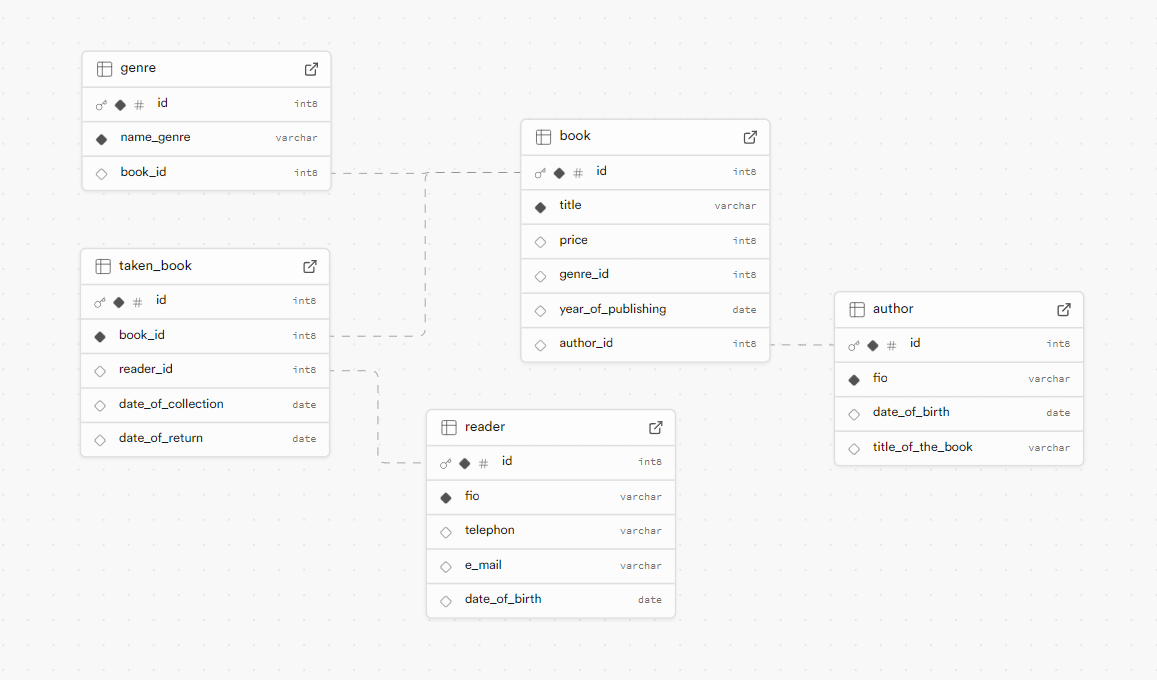 genre
# id int8
name_genre varchar
book_id int8
taken_book
# id int8
book_id int8
reader_id int8
date_of_collection date
date_of_return date
book
# id int8
title varchar
price int8
genre_id int8
year_of_publishing date
author_id int8
reader
# id int8
fio varchar
telephon varchar
e_mail varchar
date_of_birth date
author
# id int8
fio varchar
date_of_birth date
title_of_the_book varchar